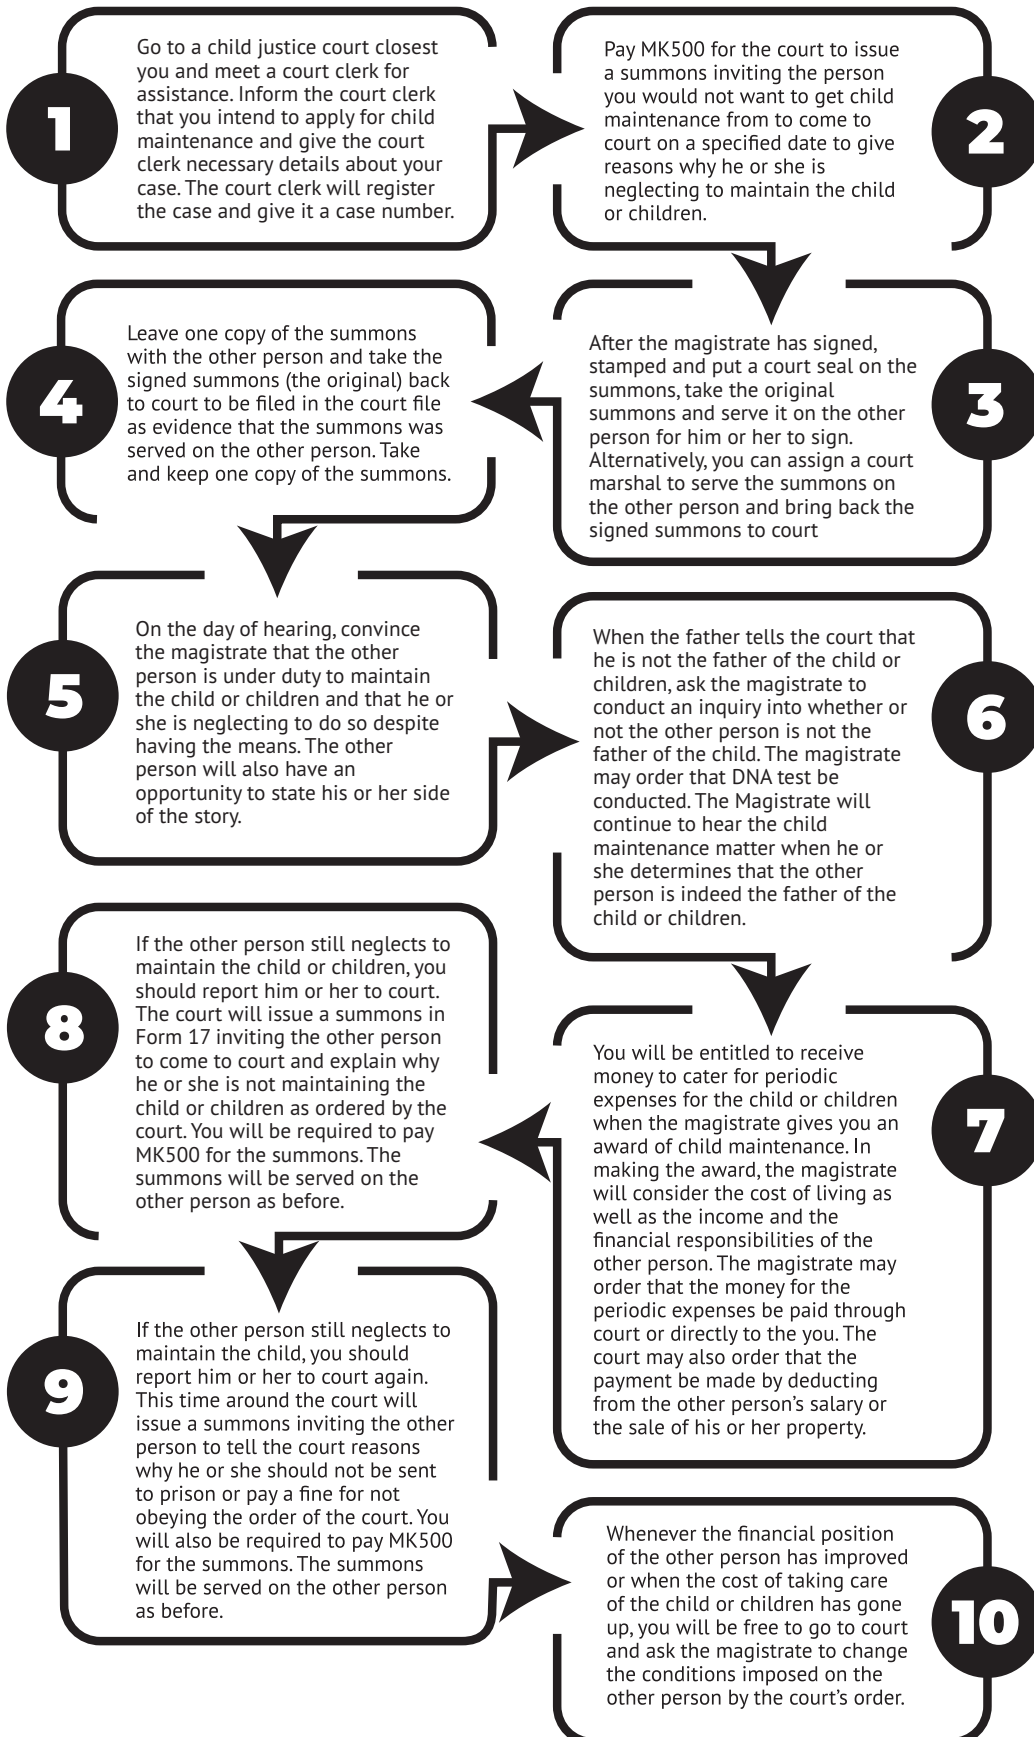 1
Go to a child justice court closest
you and meet a court clerk for
assistance. Inform the court clerk
that you intend to apply for child
maintenance and give the court
clerk necessary details about your
case. The court clerk will register
the case and give it a case number.
2
Pay MK500 for the court to issue
a summons inviting the person
you would not want to get child
maintenance from to come to
court on a specified date to give
reasons why he or she is
neglecting to maintain the child
or children.
3
After the magistrate has signed,
stamped and put a court seal on the
summons, take the original
summons and serve it on the other
person for him or her to sign.
Alternatively, you can assign a court
marshal to serve the summons on
the other person and bring back the
signed summons to court
4
Leave one copy of the summons
with the other person and take the
signed summons (the original) back
to court to be filed in the court file
as evidence that the summons was
served on the other person. Take
and keep one copy of the summons.
5
On the day of hearing, convince
the magistrate that the other
person is under duty to maintain
the child or children and that he or
she is neglecting to do so despite
having the means. The other
person will also have an
opportunity to state his or her side
of the story.
6
When the father tells the court that
he is not the father of the child or
children, ask the magistrate to
conduct an inquiry into whether or
not the other person is not the
father of the child. The magistrate
may order that DNA test be
conducted. The Magistrate will
continue to hear the child
maintenance matter when he or
she determines that the other
person is indeed the father of the
child or children.
7
You will be entitled to receive
money to cater for periodic
expenses for the child or children
when the magistrate gives you an
award of child maintenance. In
making the award, the magistrate
will consider the cost of living as
well as the income and the
financial responsibilities of the
other person. The magistrate may
order that the money for the
periodic expenses be paid through
court or directly to the you. The
court may also order that the
payment be made by deducting
from the other person's salary or
the sale of his or her property.
8
If the other person still neglects to
maintain the child or children, you
should report him or her to court.
The court will issue a summons in
Form 17 inviting the other person
to come to court and explain why
he or she is not maintaining the
child or children as ordered by the
court. You will be required to pay
MK500 for the summons. The
summons will be served on the
other person as before.
9
If the other person still neglects to
maintain the child, you should
report him or her to court again.
This time around the court will
issue a summons inviting the other
person to tell the court reasons
why he or she should not be sent
to prison or pay a fine for not
obeying the order of the court. You
will also be required to pay MK500
for the summons. The summons
will be served on the other person
as before.
10
Whenever the financial position
of the other person has improved
or when the cost of taking care
of the child or children has gone
up, you will be free to go to court
and ask the magistrate to change
the conditions imposed on the
other person by the court's order.